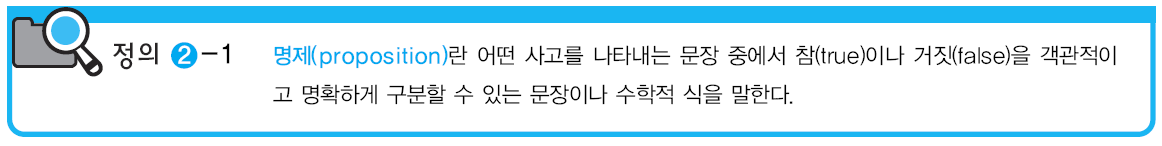 정의 2-1 명제(proposition)란 어떤 사고를 나타내는 문장 중에서 참(true)이나 거짓(false)을 객관적이
고 명확하게 구분할 수 있는 문장이나 수학적 식을 말한다.